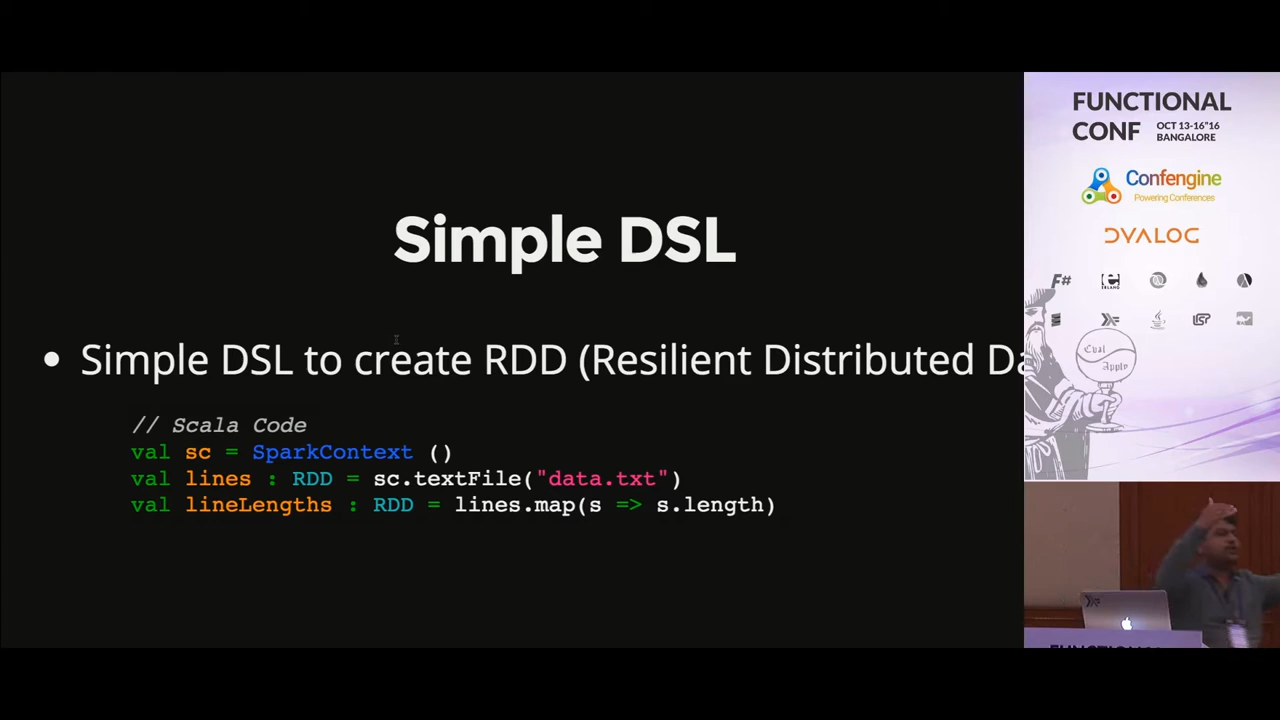 Simple DSL
• Simple DSL to create RDD (Resilient Distributed Da
// Scala Code
val sc = SparkContext ()
val lines : RDD = sc.textFile("data.txt")
val lineLengths : RDD = lines.map(s => s.length)
FUNCTIONAL
CONF OCT 13-16"16
BANGALORE
Confengine
Powering Conferences
DYALOG
F#
ERLANG
LISP
Eval
Apply